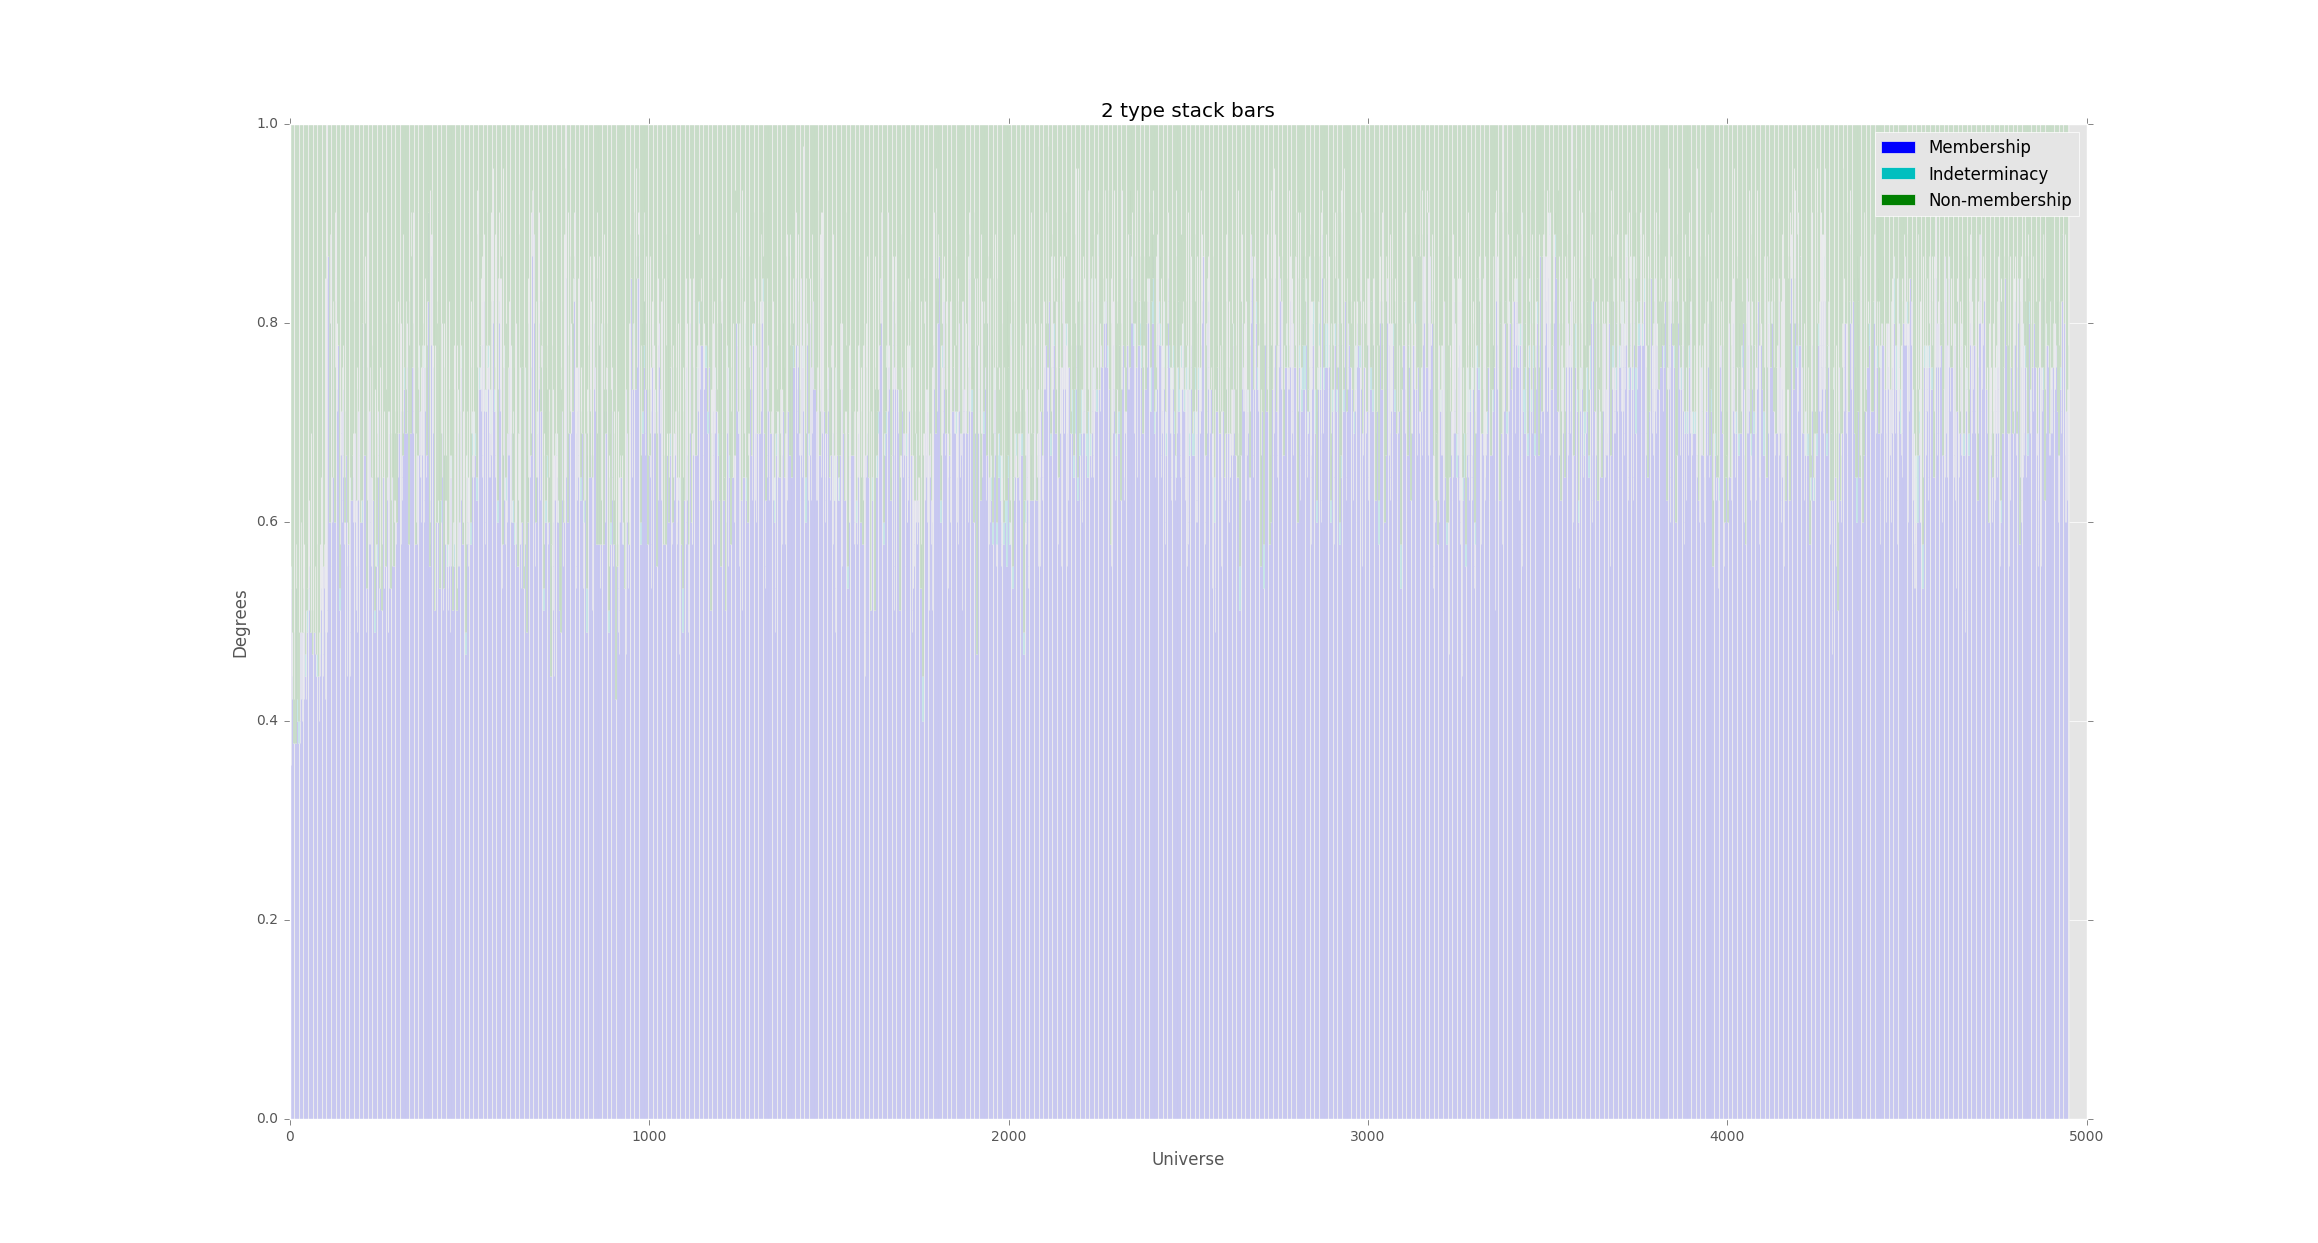 2 type stack bars
1.0
0.8
0.6
0.4
0.2
0.0
Degrees
Membership
Indeterminacy
Non-membership
0 1000 2000 3000 4000 5000
Universe